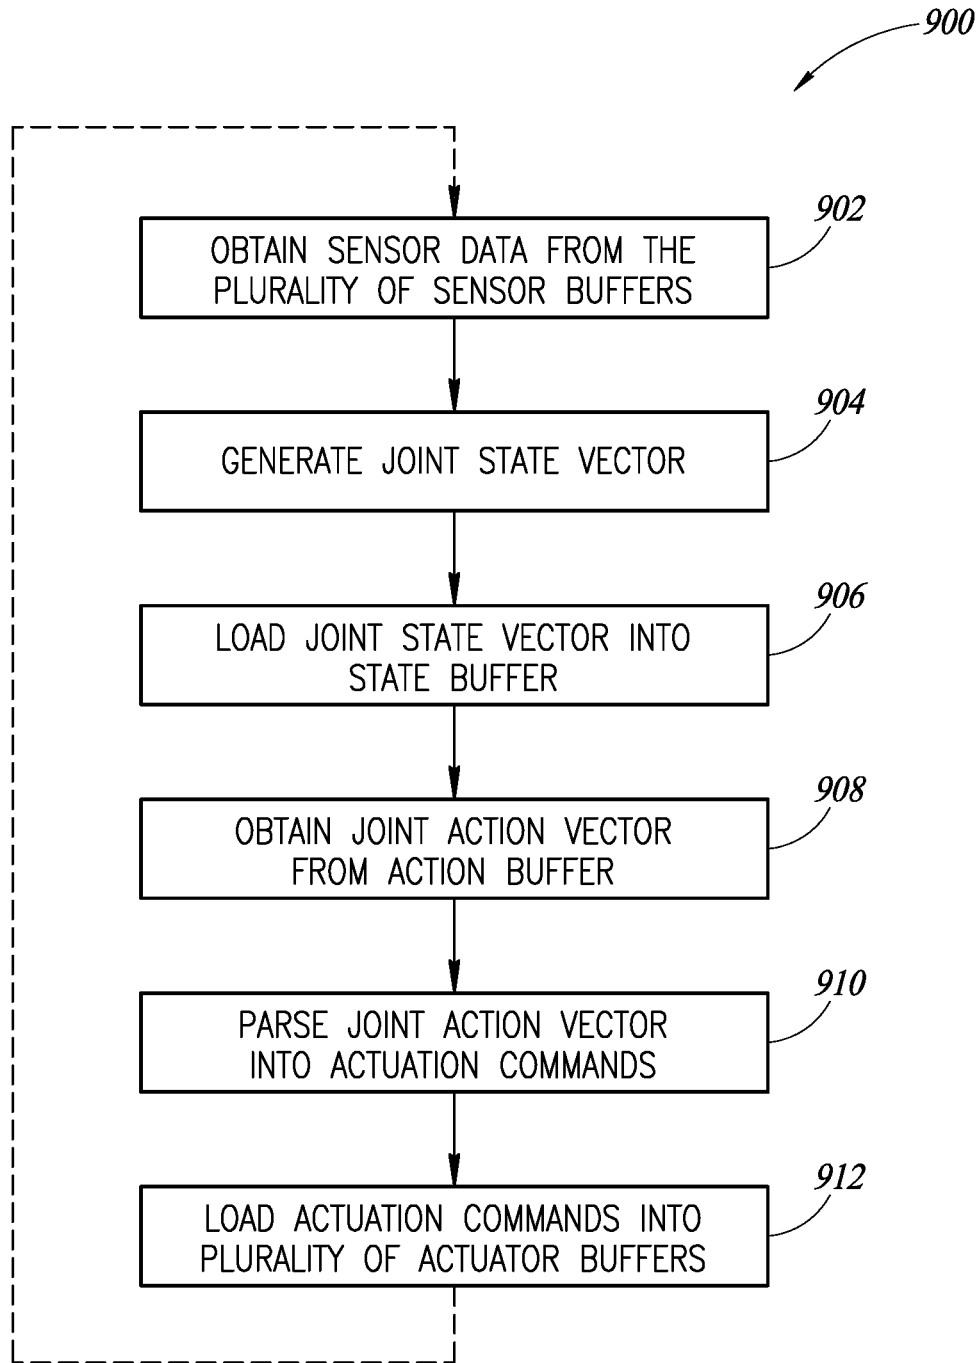 900
902
OBTAIN SENSOR DATA FROM THE
PLURALITY OF SENSOR BUFFERS
904
GENERATE JOINT STATE VECTOR
906
LOAD JOINT STATE VECTOR INTO
STATE BUFFER
908
OBTAIN JOINT ACTION VECTOR
FROM ACTION BUFFER
910
PARSE JOINT ACTION VECTOR
INTO ACTUATION COMMANDS
912
LOAD ACTUATION COMMANDS INTO
PLURALITY OF ACTUATOR BUFFERS